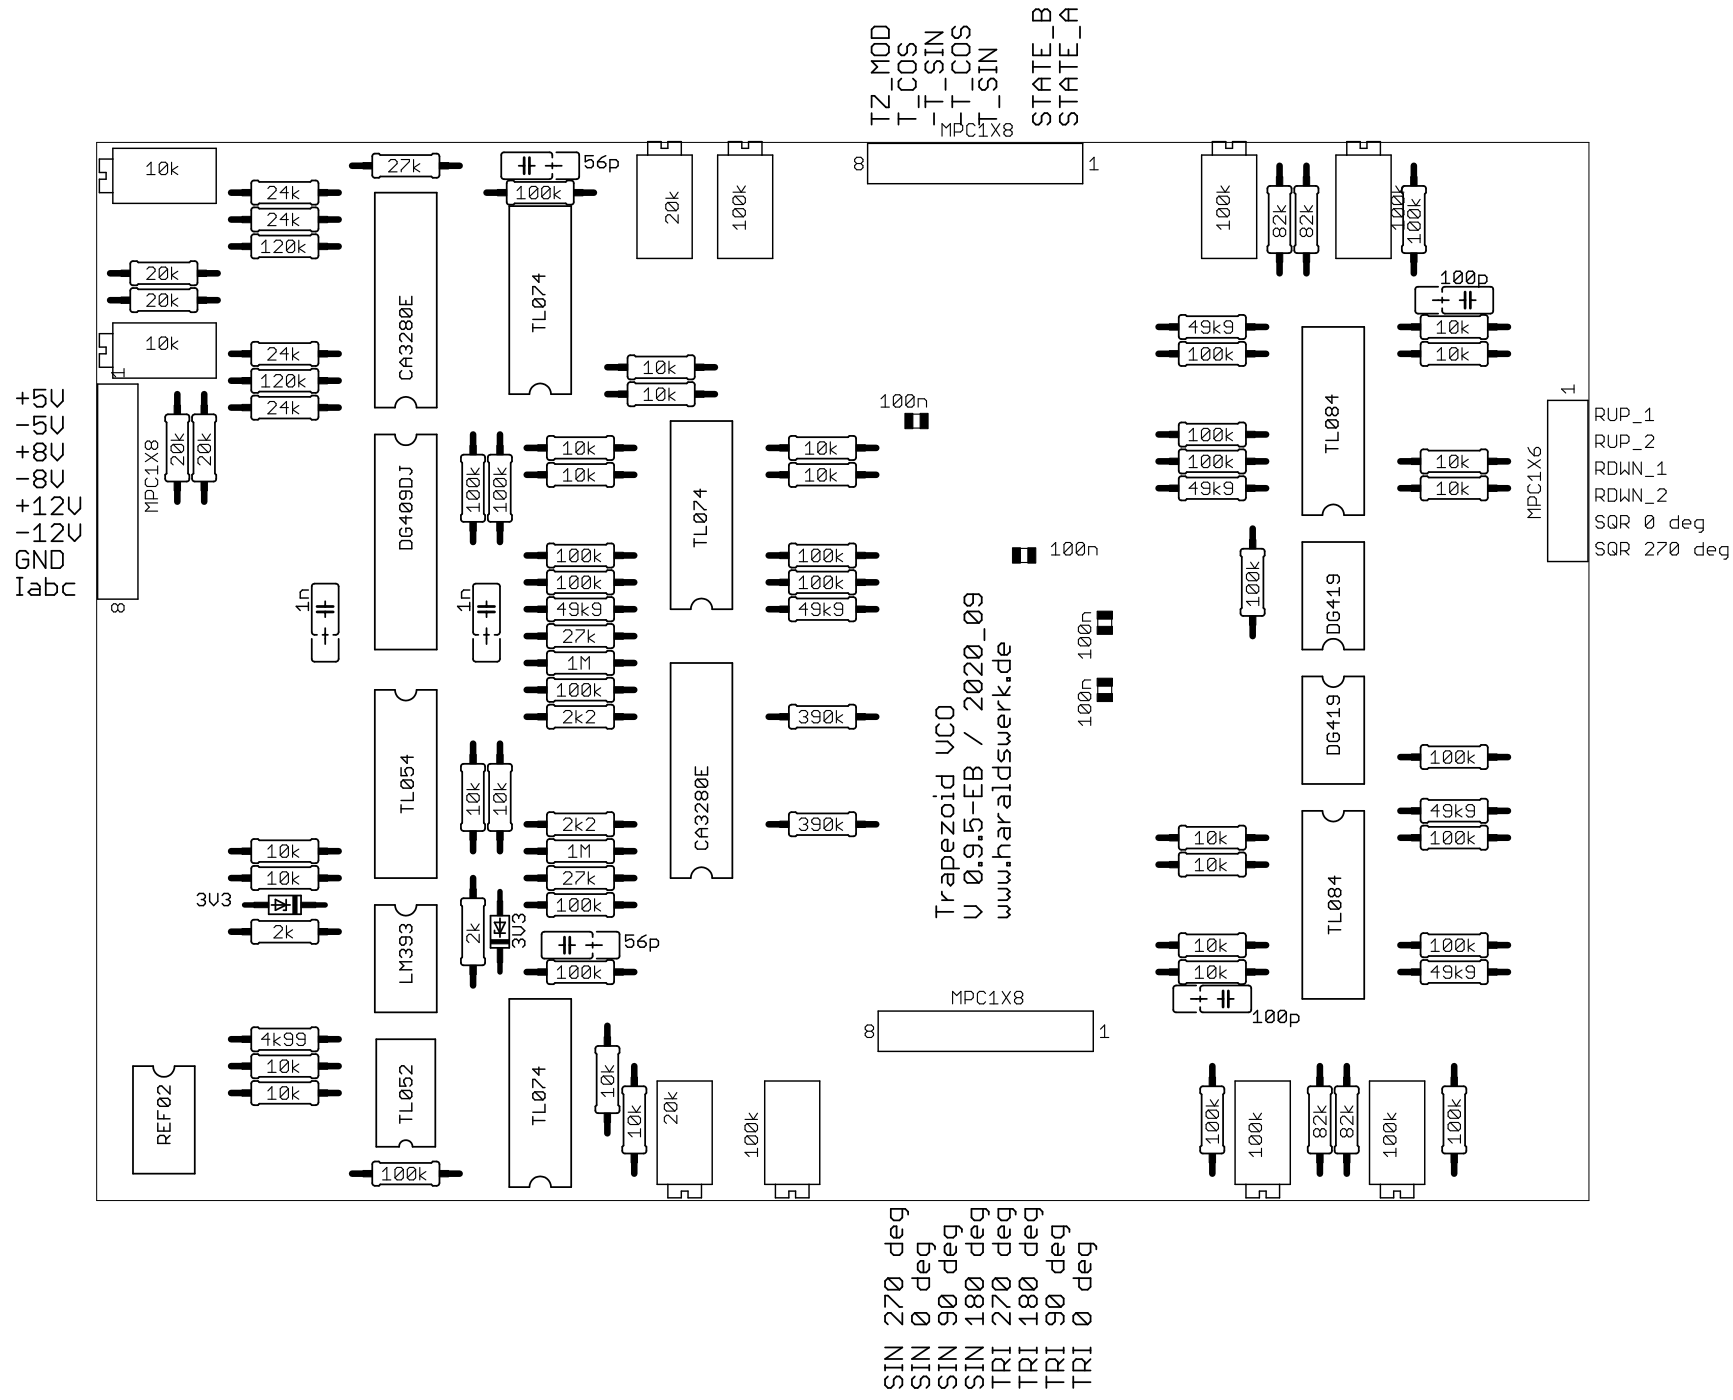 TZ_MOD
T_COS
-T-SIN
-T_COS
T_SIN
STATE_B
STATE_A
MPC1X8
8
1
10k
27k
56p
100k
24k
24k
120k
20k
100k
100k
82k
82k
100k
100k
20k
20k
CA3280E
TL074
100p
10k
10k
10k
24k
120k
24k
10k
10k
49k9
100k
TL084
1
+5V
-5V
+8V
-8V
+12V
-12V
GND
Iabc
MPC1X8
8
20k
20k
100n
1
RUP_1
RUP_2
RDWN_1
RDWN_2
SQR 0 deg
SQR 270 deg
MPC1X6
DG409DJ
100k
100k
10k
10k
TL074
10k
10k
100k
100k
49k9
10k
10k
1n
1n
100k
100k
49k9
27k
1M
100k
2k2
100k
100k
49k9
100n
100k
DG419
100n
100n
390k
DG419
TL054
10k
10k
CA3280E
390k
Trapezoid VCO
V 0.9.5-EB / 2020_09
www.haraldswerk.de
100k
49k9
100k
2k2
1M
27k
100k
10k
10k
10k
10k
3V3
2k
LM393
2k
3V3
56p
100k
TL084
10k
10k
100p
100k
49k9
MPC1X8
8
1
4k99
10k
10k
REF02
TL052
100k
TL074
10k
10k
20k
100k
100k
100k
82k
82k
100k
100k
SIN 270 deg
SIN 0 deg
SIN 90 deg
SIN 180 deg
TRI 270 deg
TRI 180 deg
TRI 90 deg
TRI 0 deg